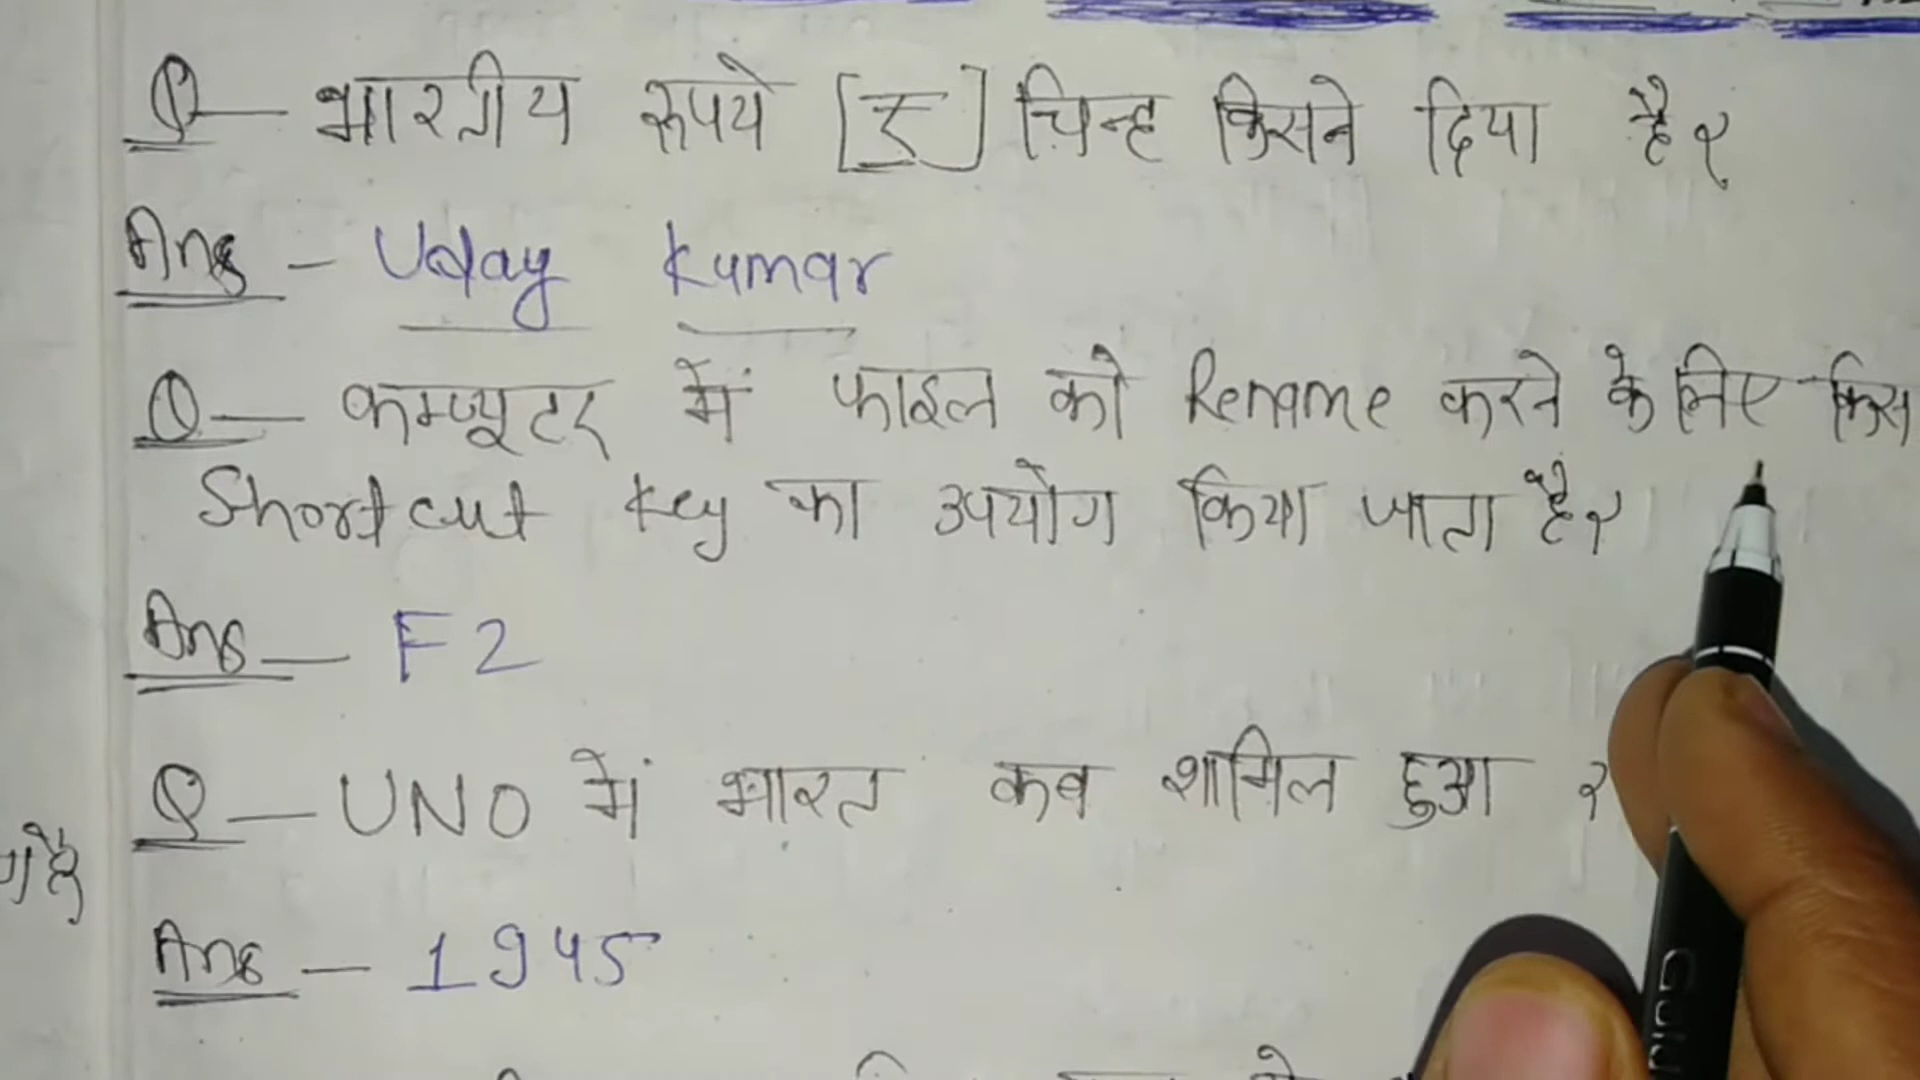 Q- भारतीय रूपये [₹] चिन्ह किसने दिया है?
Ans - Uday Kumar
Q- कम्प्यूटर में फाइल को Rename करने के लिए किस
Shortcut Key का उपयोग किया जाता है?
Ans - F2
Q- UNO में भारत कब शामिल हुआ ?
Ans - 1945